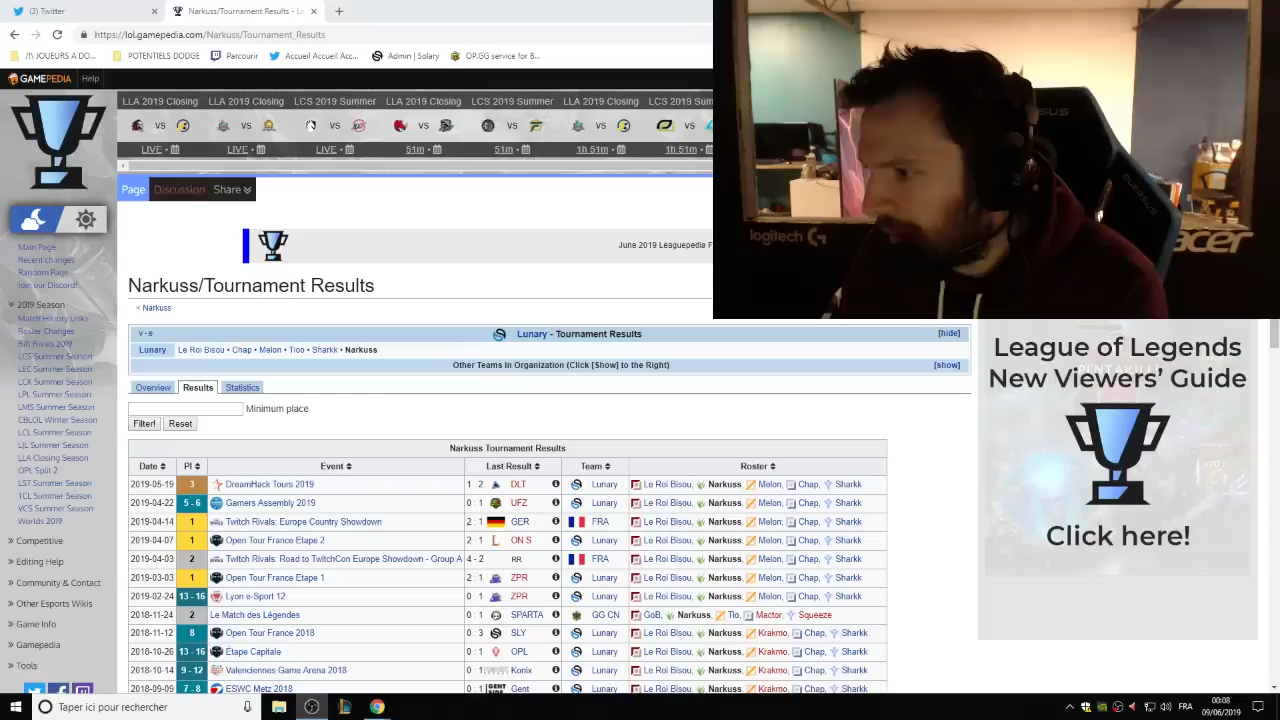 (3) Twitter
Narkuss/Tournament Results - Le
https://lol.gamepedia.com/Narkuss/Tournament_Results
/!\ JOUEURS A DO...
POTENTIELS DODGE
Parcourir
Accueil Accueil Acc...
Admin | Solary
OP.GG service for B...
GAMEPEDIA
Help
LLA 2019 Closing
LLA 2019 Closing
LCS 2019 Summer
LLA 2019 Closing
LCS 2019 Summer
LLA 2019 Closing
LCS 2019 Summ
VS
VS
VS
VS
VS
VS
VS
LIVE •
LIVE •
LIVE •
51m •
51m •
1h 51m •
1h 51m •
Page
Discussion
Share
June 2019 Leaguepedia F
Narkuss/Tournament Results
< Narkuss
v - e
Lunary - Tournament Results
[hide]
Lunary
Le Roi Bisou • Chap • Melon • Tioo • Sharkk • Narkuss
Other Teams In Organization (Click [Show] to the Right)
[show]
Overview
Results
Statistics
Minimum place
Filter!
Reset
Narkuss Tournament Results
Date Pl Event Last Result Team Roster
2019-05-19 3 DreamHack Tours 2019 1 2 DLT Lunary Le Roi Bisou, Narkuss, Melon, Chap, Sharkk
2019-04-22 5 - 6 Gamers Assembly 2019 0 1 UFZ Lunary Le Roi Bisou, Narkuss, Melon, Chap, Sharkk
2019-04-14 1 Twitch Rivals: Europe Country Showdown 2 1 GER FRA Le Roi Bisou, Narkuss, Melon, Chap, Sharkk
2019-04-07 1 Open Tour France Etape 2 2 1 ON S Lunary Le Roi Bisou, Narkuss, Melon, Chap, Sharkk
2019-04-03 2 Twitch Rivals: Road to TwitchCon Europe Showdown - Group A 4 - 2 RR FRA Le Roi Bisou, Narkuss, Melon, Chap, Sharkk
2019-03-03 1 Open Tour France Etape 1 2 1 ZPR Lunary Le Roi Bisou, Narkuss, Melon, Chap, Sharkk
2019-02-24 13 - 16 Lyon e-Sport 12 0 1 ZPR Lunary Le Roi Bisou, Narkuss, Melon, Chap, Sharkk
2018-11-24 2 Le Match des Légendes 0 1 SPARTA GG CN GoB, Narkuss, Tio, Mactor, Squeeze
2018-11-12 8 Open Tour France 2018 0 3 SLY Lunary Le Roi Bisou, Narkuss, Krakmo, Chap, Sharkk
2018-10-26 13 - 16 Étape Capitale 0 1 OPL Lunary Le Roi Bisou, Narkuss, Krakmo, Chap, Sharkk
2018-10-14 9 - 12 Valenciennes Game Arena 2018 0 1 Konix Lunary Le Roi Bisou, Narkuss, Krakmo, Chap, Sharkk
2018-09-09 7 - 8 ESWC Metz 2018 0 1 Gent Lunary Le Roi Bisou, Narkuss, Krakmo, Chap, Sharkk
Main Page
Recent changes
Random Page
Join our Discord!
2019 Season
Match History Links
Roster Changes
Rift Rivals 2019
LCS Summer Season
LEC Summer Season
LCK Summer Season
LPL Summer Season
LMS Summer Season
CBLOL Winter Season
LCL Summer Season
LJL Summer Season
LLA Closing Season
OPL Split 2
LST Summer Season
TCL Summer Season
VCS Summer Season
Worlds 2019
Competitive
Editing Help
Community & Contact
Other Esports Wikis
Game Info
Gamepedia
Tools
logitech G
acer
League of Legends
New Viewers' Guide
Click here!
Taper ici pour rechercher
FRA
00:08
09/06/2019